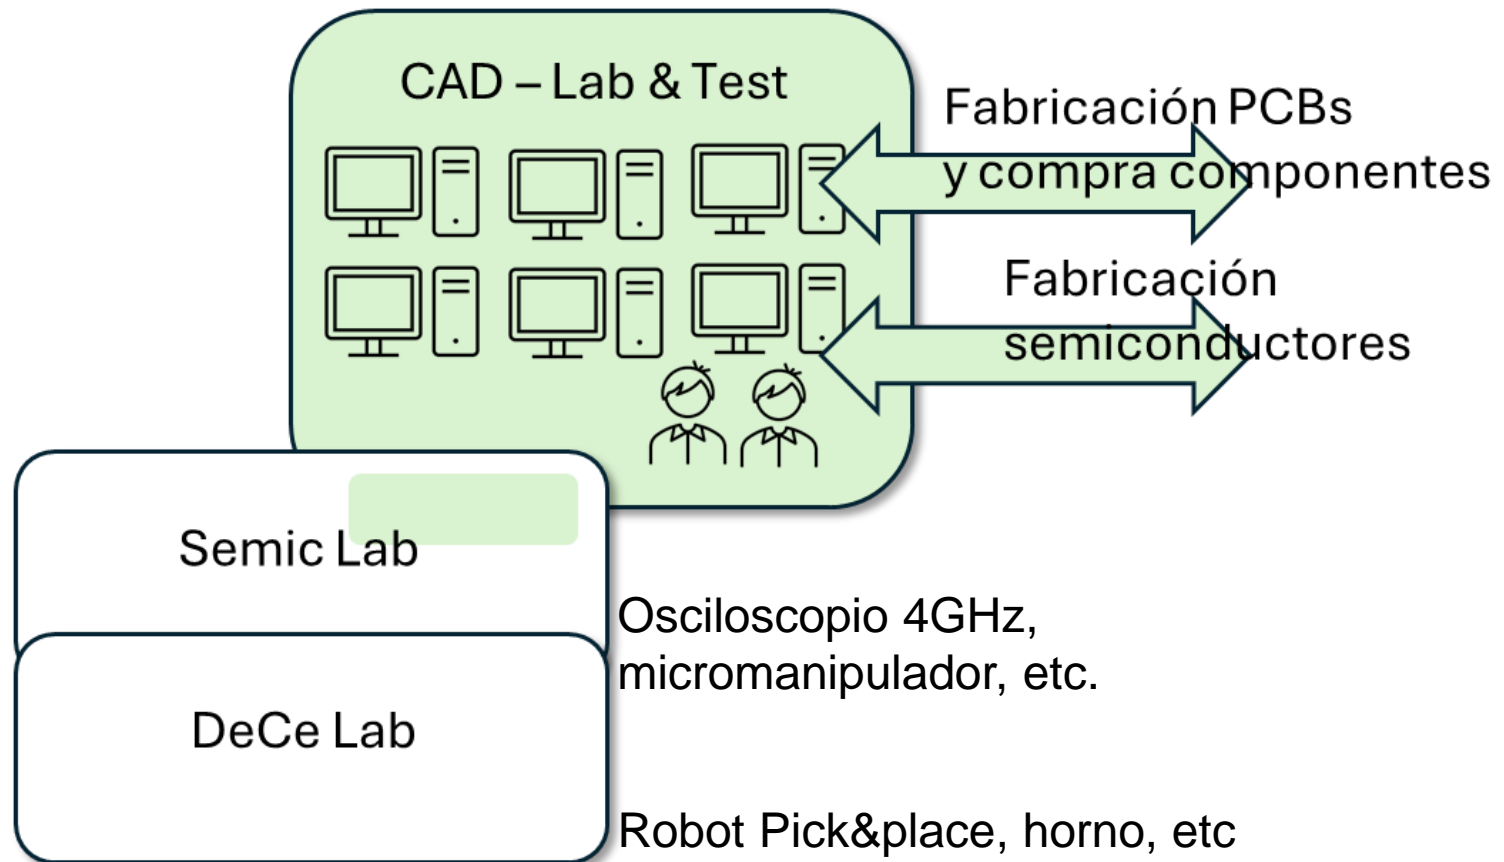 CAD – Lab & Test
Fabricación PCBs
y compra componentes
Fabricación
semiconductores
Semic Lab
Osciloscopio 4GHz,
micromanipulador, etc.
DeCe Lab
Robot Pick&place, horno, etc